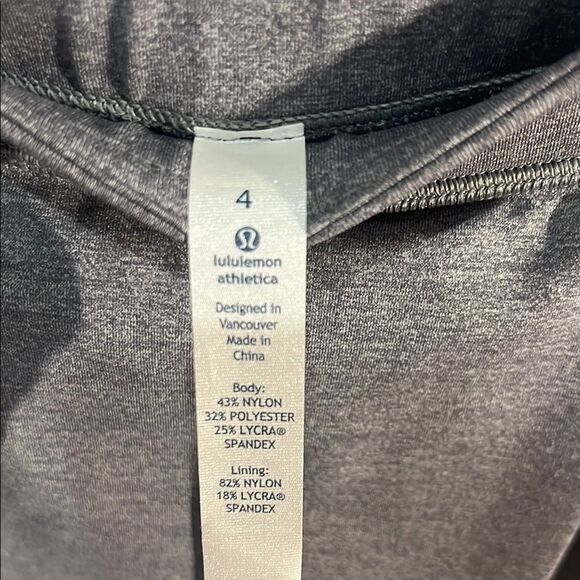 4
lululemon
athletica
Designed in
Vancouver
Made in
China
Body:
43% NYLON
32% POLYESTER
25% LYCRA®
SPANDEX
Lining:
82% NYLON
18% LYCRA®
SPANDEX